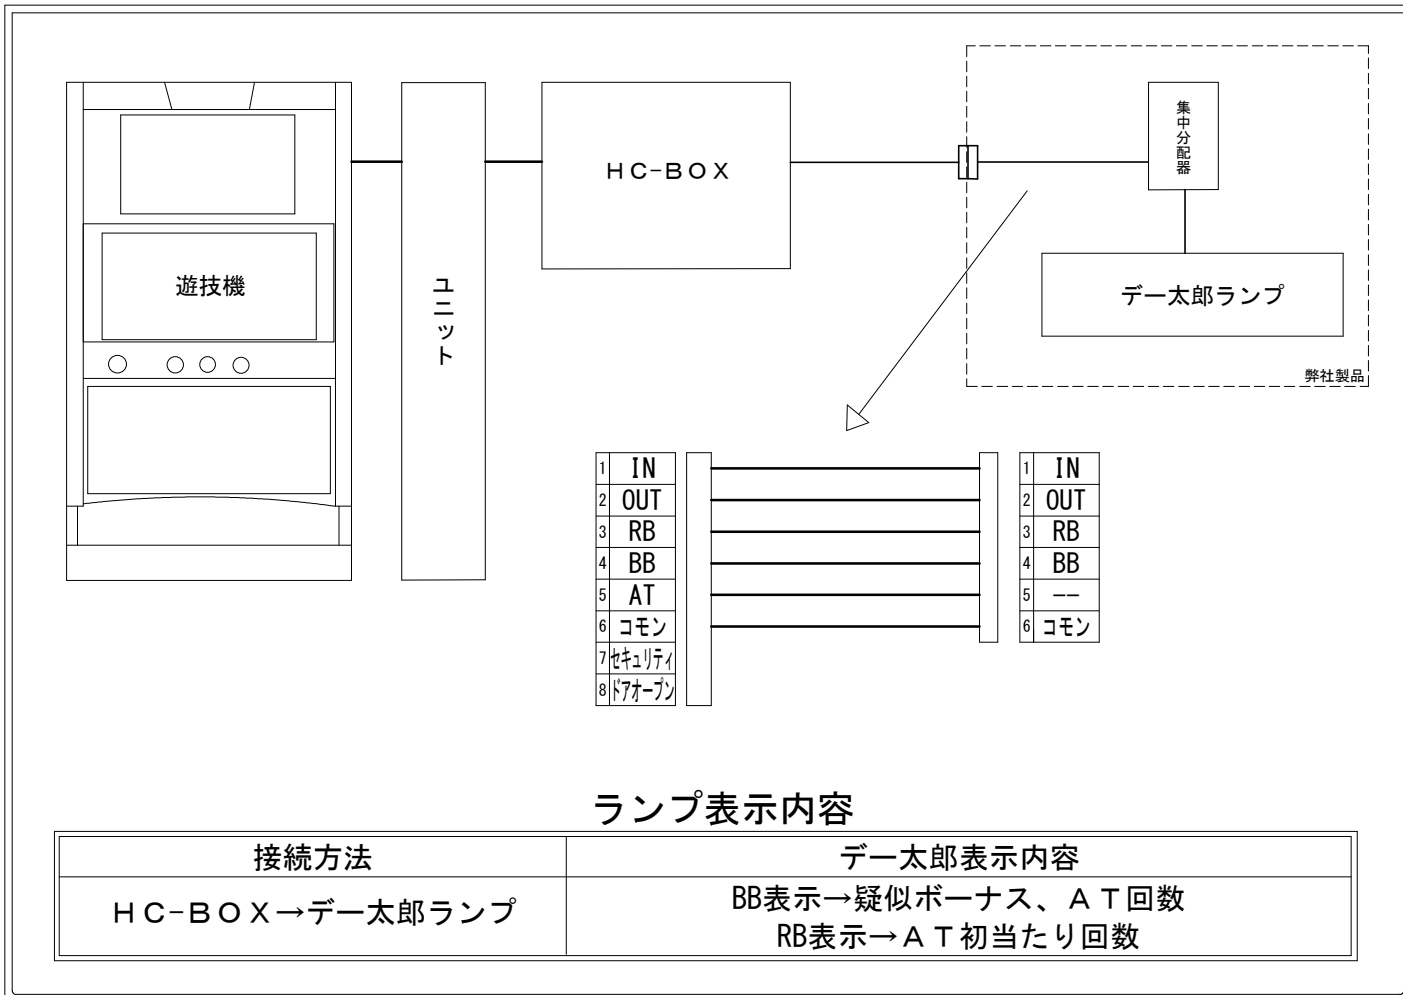 遊技機
ユニット
HC-BOX
集中分配器
デー太郎ランプ
弊社製品
1 IN
2 OUT
3 RB
4 BB
5 AT
6 コモン
7 セキュリティ
8 ドアオープン
1 IN
2 OUT
3 RB
4 BB
5 --
6 コモン
ランプ表示内容
接続方法 デー太郎表示内容
HC-BOX→デー太郎ランプ
BB表示→疑似ボーナス、AT回数
RB表示→AT初当たり回数